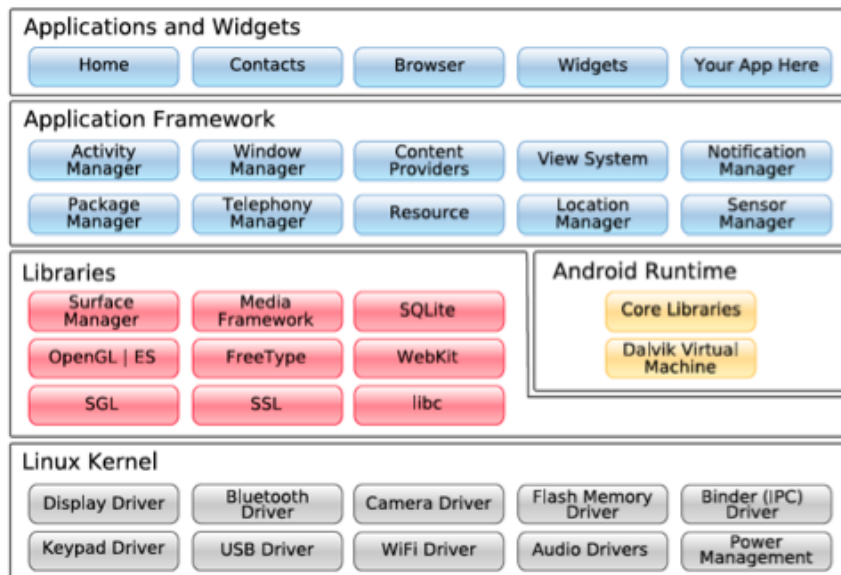 Applications and Widgets
Home
Contacts
Browser
Widgets
Your App Here
Application Framework
Activity
Manager
Window
Manager
Content
Providers
View System
Notification
Manager
Package
Manager
Telephony
Manager
Resource
Location
Manager
Sensor
Manager
Libraries
Surface
Manager
Media
Framework
SQLite
OpenGL | ES
FreeType
WebKit
SGL
SSL
libc
Android Runtime
Core Libraries
Dalvik Virtual
Machine
Linux Kernel
Display Driver
Bluetooth
Driver
Camera Driver
Flash Memory
Driver
Binder (IPC)
Driver
Keypad Driver
USB Driver
WiFi Driver
Audio Drivers
Power
Management